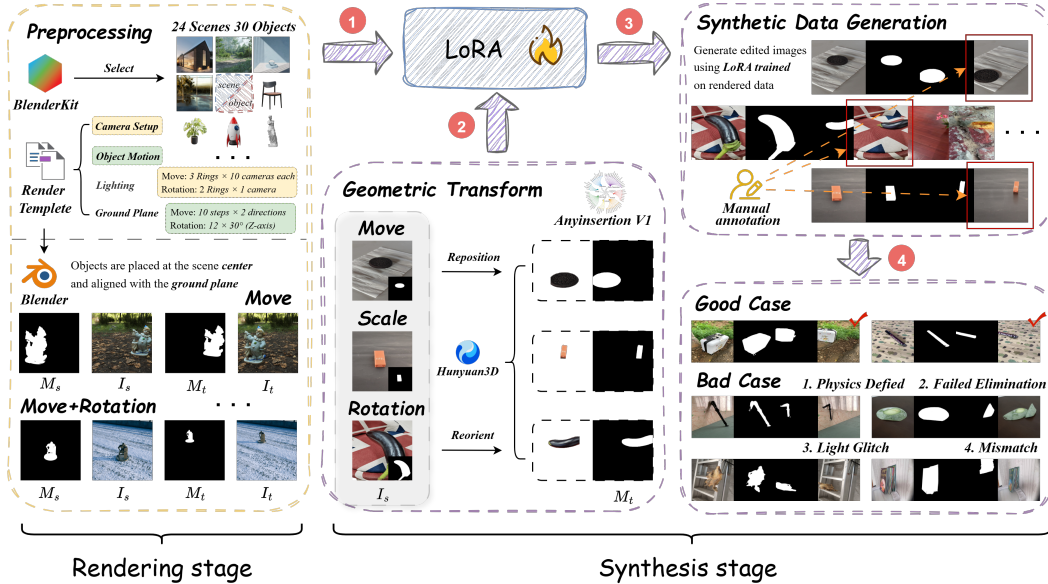 Preprocessing
24 Scenes 30 Objects
Select
BlenderKit
scene
object
Camera Setup
Object Motion
. . .
Lighting
Move: 3 Rings × 10 cameras each
Rotation: 2 Rings × 1 camera
Render
Templete
Ground Plane
Move: 10 steps × 2 directions
Rotation: 12 × 30° (Z-axis)
Blender
Objects are placed at the scene center
and aligned with the ground plane
Move
M_s
I_s
M_t
I_t
Move+Rotation
. . .
M_s
I_s
M_t
I_t
Rendering stage
1
LoRA
3
2
Geometric Transform
Anyinsertion V1
Move
Reposition
Scale
Hunyuan3D
Rotation
Reorient
I_s
M_t
Synthetic Data Generation
Generate edited images
using LoRA trained
on rendered data
. . .
Manual
annotation
4
Good Case
Bad Case
1. Physics Defied
2. Failed Elimination
3. Light Glitch
4. Mismatch
Synthesis stage